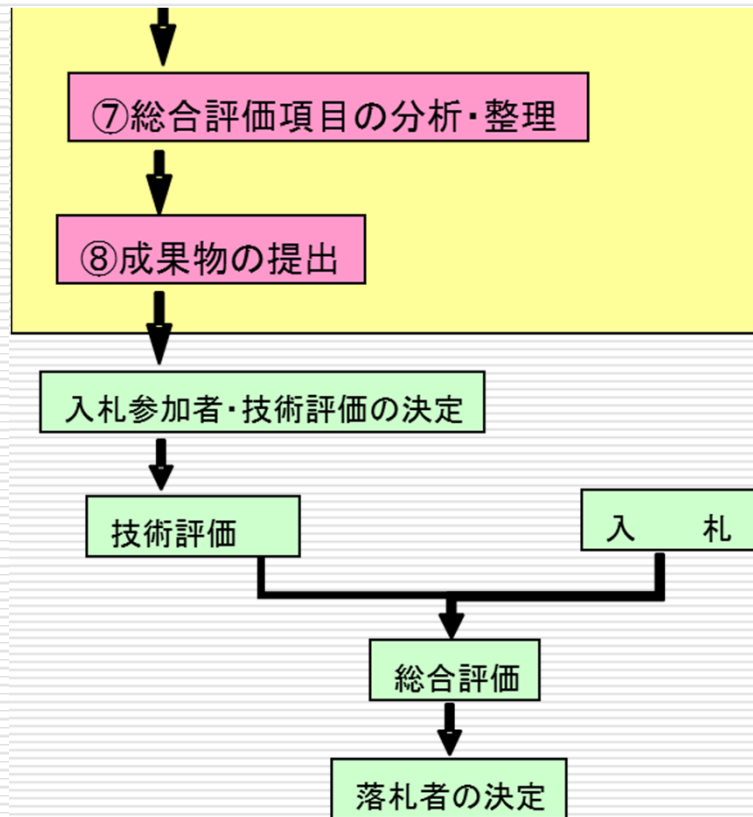 ⑦総合評価項目の分析・整理
⑧成果物の提出
入札参加者・技術評価の決定
技術評価
入　　札
総合評価
落札者の決定